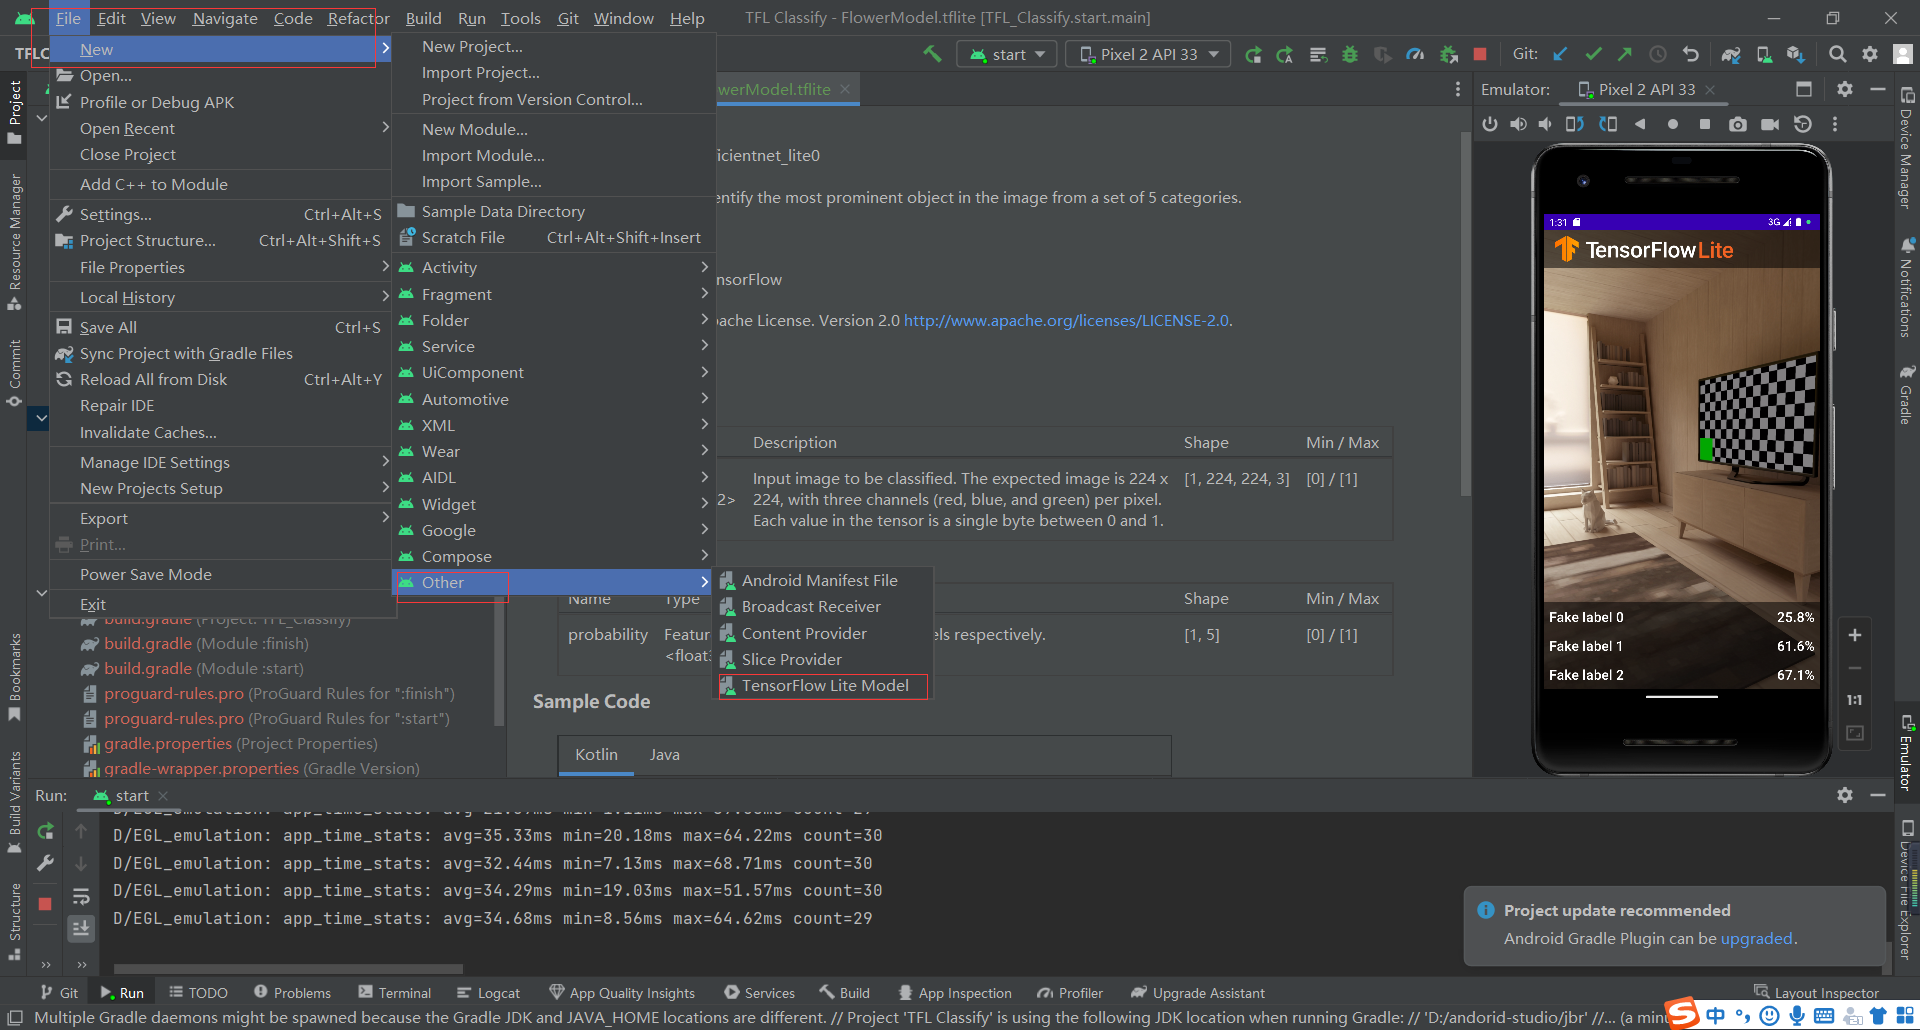 File Edit View Navigate Code Refactor Build Run Tools Git Window Help TFL Classify - FlowerModel.tflite [TFL_Classify.start.main]
TFLC
start Pixel 2 API 33 Git:
New
Open...
Profile or Debug APK
Open Recent
Close Project
Add C++ to Module
Settings... Ctrl+Alt+S
Project Structure... Ctrl+Alt+Shift+S
File Properties
Local History
Save All Ctrl+S
Sync Project with Gradle Files
Reload All from Disk Ctrl+Alt+Y
Repair IDE
Invalidate Caches...
Manage IDE Settings
New Projects Setup
Export
Print...
Power Save Mode
Exit
New Project...
Import Project...
Project from Version Control...
New Module...
Import Module...
Import Sample...
Sample Data Directory
Scratch File Ctrl+Alt+Shift+Insert
Activity
Fragment
Folder
Service
UiComponent
Automotive
XML
Wear
AIDL
Widget
Google
Compose
Other
Android Manifest File
Broadcast Receiver
Content Provider
Slice Provider
TensorFlow Lite Model
werModel.tflite
icientnet_lite0
entify the most prominent object in the image from a set of 5 categories.
nsorFlow
ache License. Version 2.0 http://www.apache.org/licenses/LICENSE-2.0.
Description Shape Min / Max
Input image to be classified. The expected image is 224 x [1, 224, 224, 3] [0] / [1]
2> 224, with three channels (red, blue, and green) per pixel.
Each value in the tensor is a single byte between 0 and 1.
Name Type Shape Min / Max
probability Featur els respectively. [1, 5] [0] / [1]
<float3
Sample Code
Kotlin Java
build.gradle (Project: TFL_Classify)
build.gradle (Module :finish)
build.gradle (Module :start)
proguard-rules.pro (ProGuard Rules for ":finish")
proguard-rules.pro (ProGuard Rules for ":start")
gradle.properties (Project Properties)
gradle-wrapper.properties (Gradle Version)
Project
Resource Manager
Commit
Bookmarks
Build Variants
Structure
Emulator: Pixel 2 API 33
1:31 3G
TensorFlow Lite
Fake label 0 25.8%
Fake label 1 61.6%
Fake label 2 67.1%
1:1
Device Manager
Notifications
Gradle
Emulator
Device File Explorer
Run: start
D/EGL_emulation: app_time_stats: avg=35.33ms min=20.18ms max=64.22ms count=30
D/EGL_emulation: app_time_stats: avg=32.44ms min=7.13ms max=68.71ms count=30
D/EGL_emulation: app_time_stats: avg=34.29ms min=19.03ms max=51.57ms count=30
D/EGL_emulation: app_time_stats: avg=34.68ms min=8.56ms max=64.62ms count=29
Project update recommended
Android Gradle Plugin can be upgraded.
Git Run TODO Problems Terminal Logcat App Quality Insights Services Build App Inspection Profiler Upgrade Assistant Layout Inspector
Multiple Gradle daemons might be spawned because the Gradle JDK and JAVA_HOME locations are different. // Project 'TFL Classify' is using the following JDK location when running Gradle: // 'D:/andorid-studio/jbr' //... (a minu
S 中